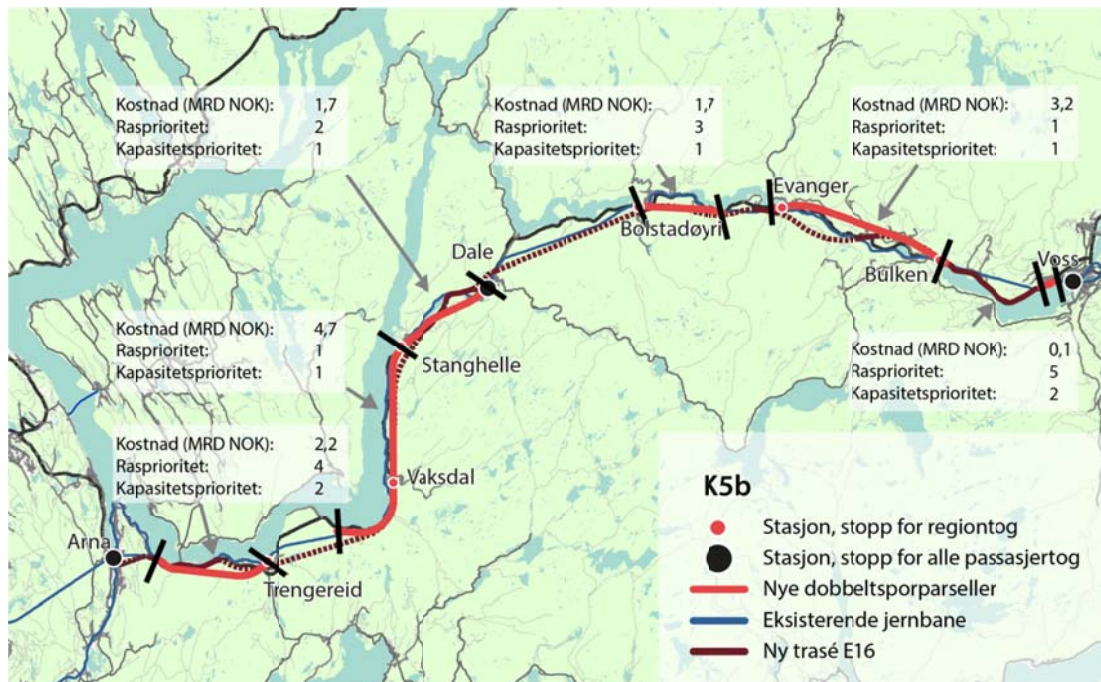 Kostnad (MRD NOK): 1,7
Rasprioritet: 2
Kapasitetsprioritet: 1
Kostnad (MRD NOK): 1,7
Rasprioritet: 3
Kapasitetsprioritet: 1
Kostnad (MRD NOK): 3,2
Rasprioritet: 1
Kapasitetsprioritet: 1
Evanger
Bolstadøyri
Dale
Bulken
Voss
Kostnad (MRD NOK): 4,7
Rasprioritet: 1
Kapasitetsprioritet: 1
Stanghelle
Kostnad (MRD NOK): 0,1
Rasprioritet: 5
Kapasitetsprioritet: 2
Kostnad (MRD NOK): 2,2
Rasprioritet: 4
Kapasitetsprioritet: 2
Vaksdal
Arna
Trengereid
K5b
Stasjon, stopp for regiontog
Stasjon, stopp for alle passasjertog
Nye dobbeltsporparseller
Eksisterende jernbane
Ny trasé E16